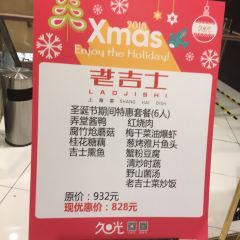 2018
Xmas
Enjoy the Holiday!
老吉士
LAOJISHI
上海菜 SHANG HAI DISH
圣诞节期间特惠套餐(6人)
弄堂酱鸭 红烧肉
腐竹炝蘑菇 梅干菜油爆虾
桂花糖藕 葱烤雅片鱼头
吉士熏鱼 蟹粉豆腐
清炒时蔬
野山菌汤
老吉士菜炒饭
原价：932元
现优惠价：828元
久光